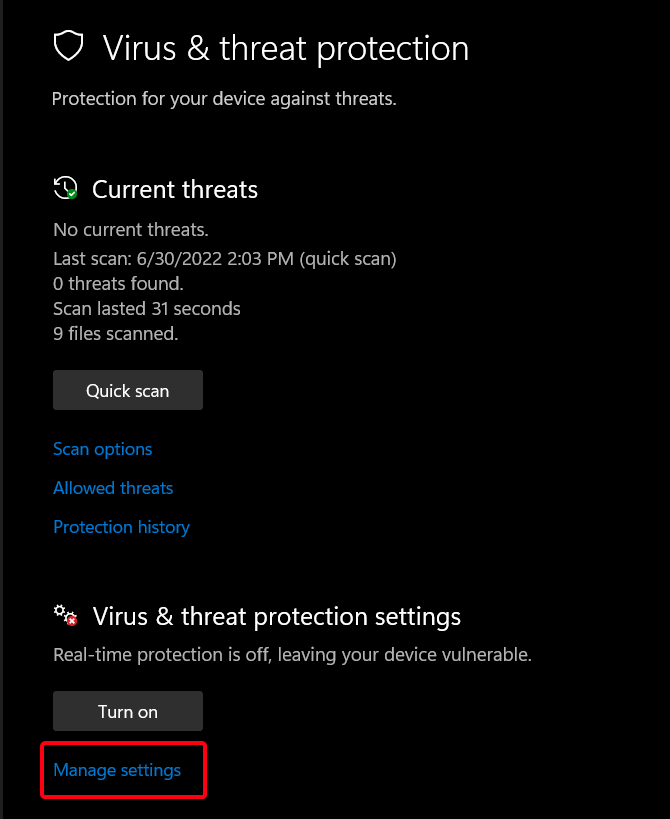 Virus & threat protection
Protection for your device against threats.
Current threats
No current threats.
Last scan: 6/30/2022 2:03 PM (quick scan)
0 threats found.
Scan lasted 31 seconds
9 files scanned.
Quick scan
Scan options
Allowed threats
Protection history
Virus & threat protection settings
Real-time protection is off, leaving your device vulnerable.
Turn on
Manage settings